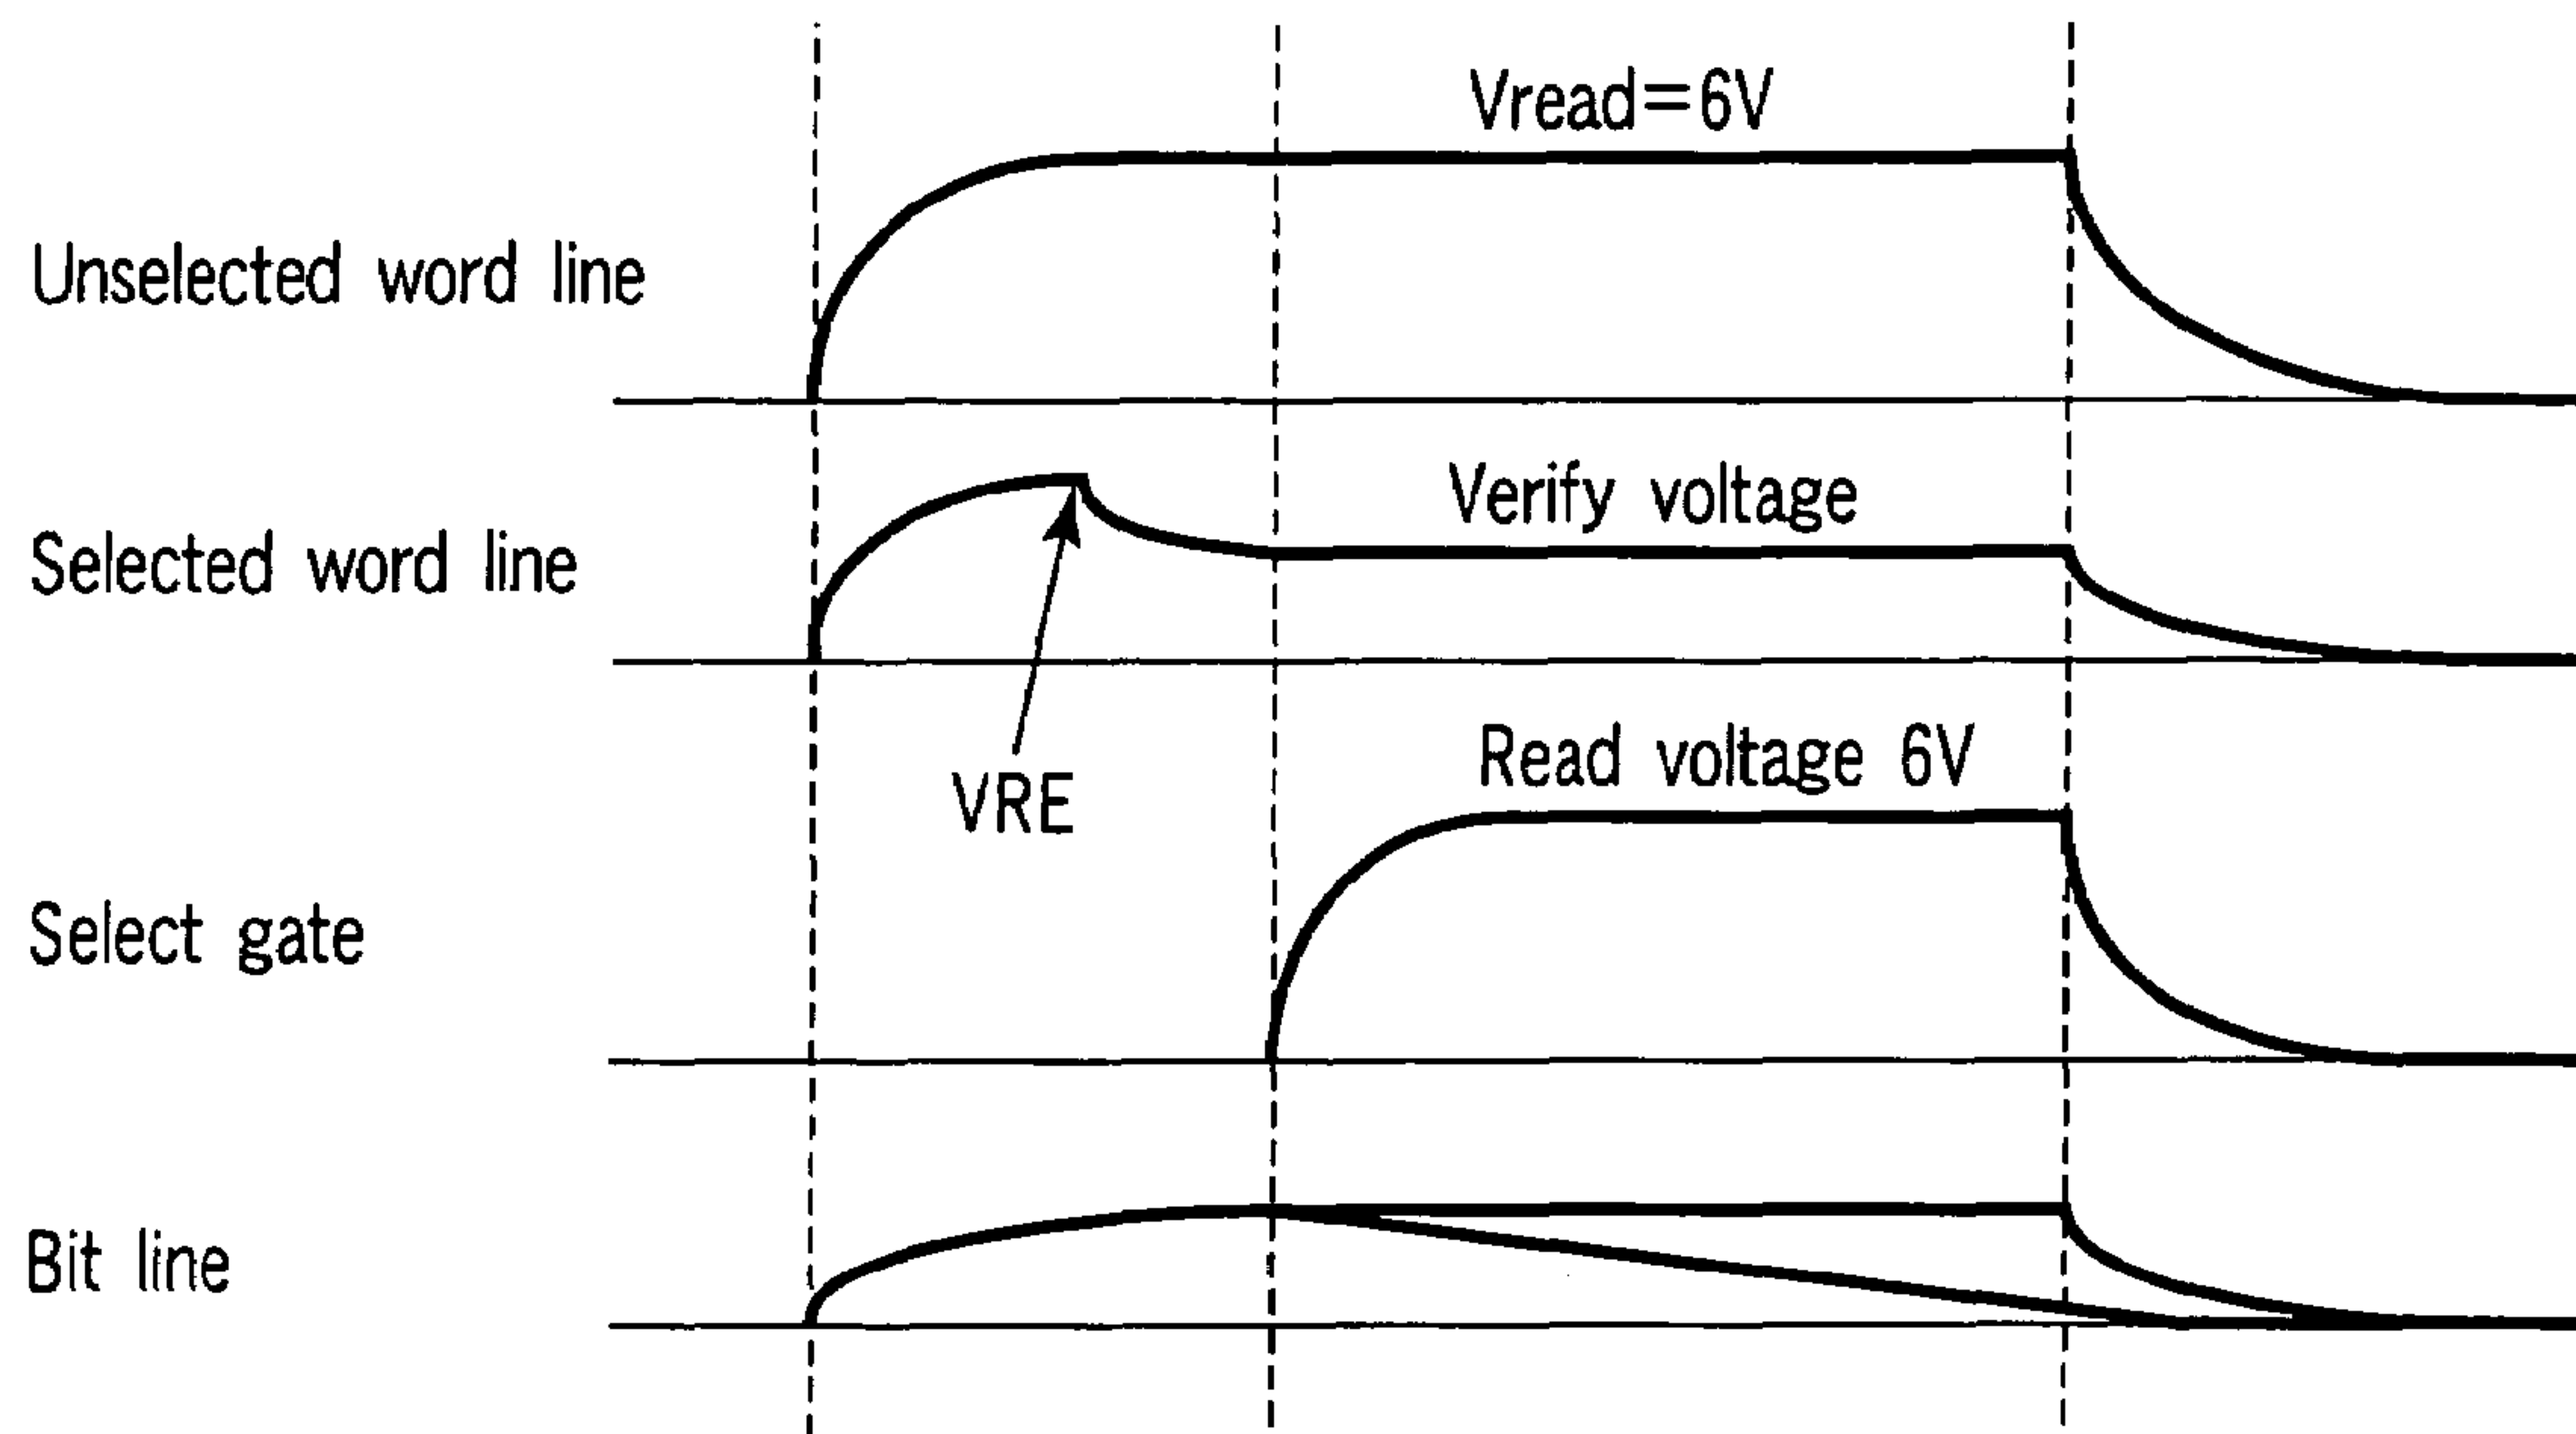 Vread=6V
Unselected word line
Verify voltage
Selected word line
Read voltage 6V
VRE
Select gate
Bit line